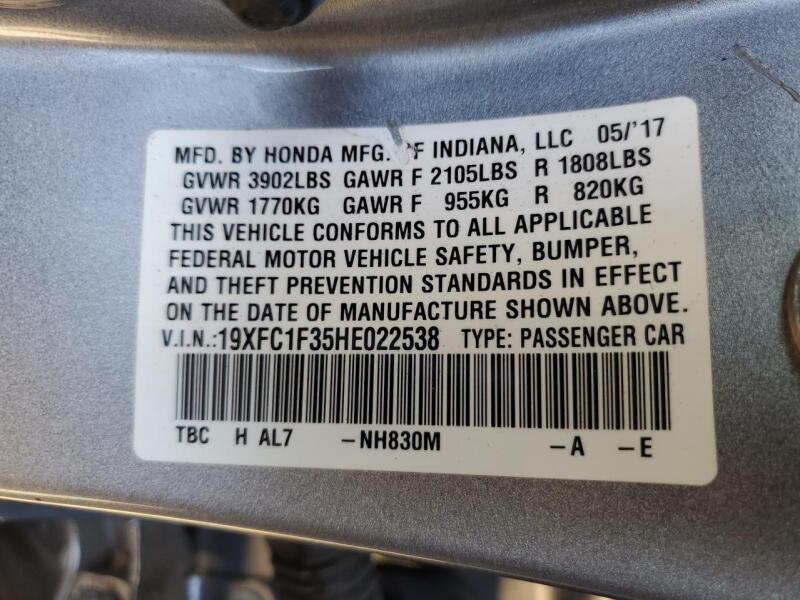 MFD. BY HONDA MFG. OF INDIANA, LLC 05/'17
GVWR 3902LBS GAWR F 2105LBS R 1808LBS
GVWR 1770KG GAWR F 955KG R 820KG
THIS VEHICLE CONFORMS TO ALL APPLICABLE
FEDERAL MOTOR VEHICLE SAFETY, BUMPER,
AND THEFT PREVENTION STANDARDS IN EFFECT
ON THE DATE OF MANUFACTURE SHOWN ABOVE.
V.I.N.:19XFC1F35HE022538 TYPE: PASSENGER CAR
TBC H AL7 -NH830M -A -E